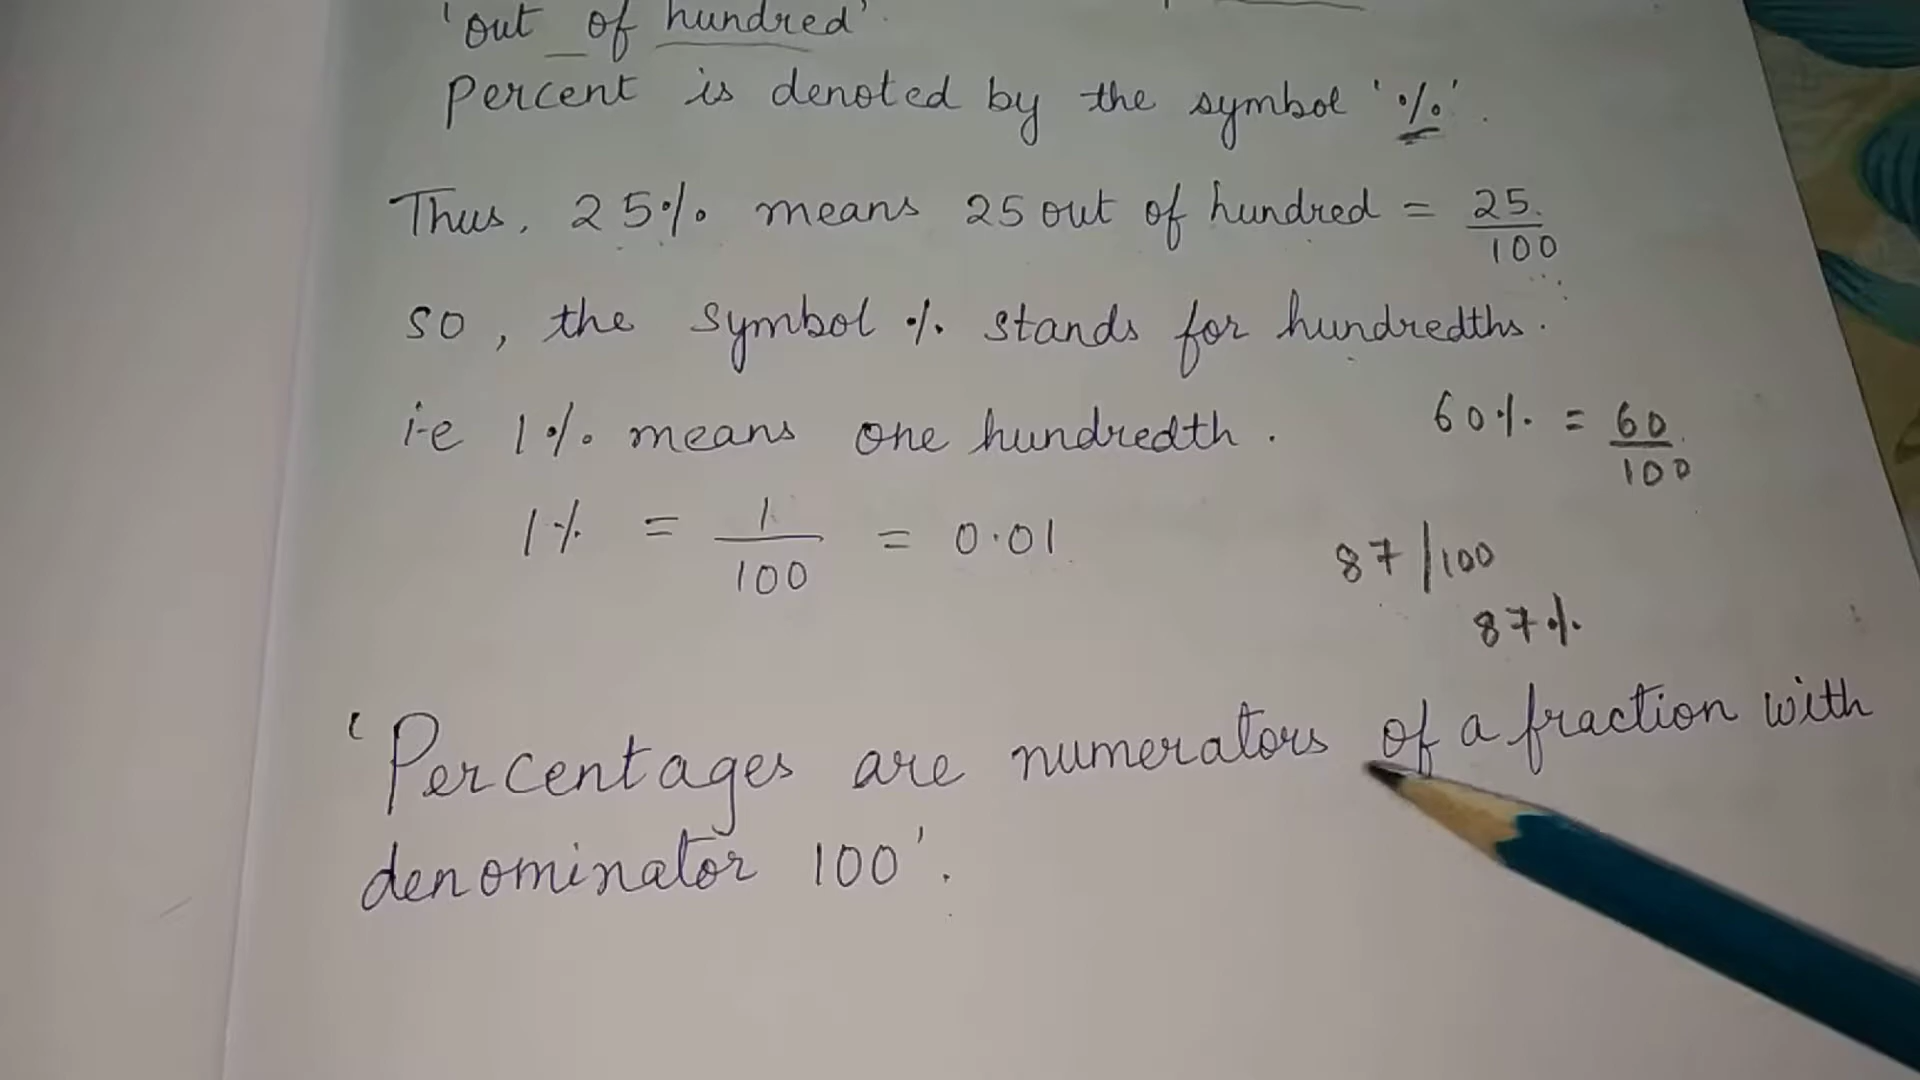 'out of hundred'.
Percent is denoted by the symbol '%'.
Thus, 25% means 25 out of hundred = 25/100
so, the symbol % stands for hundredths.
i-e 1% means one hundredth.
60% = 60/100
1% = 1/100 = 0.01
87/100
87%
'Percentages are numerators of a fraction with
denominator 100'.